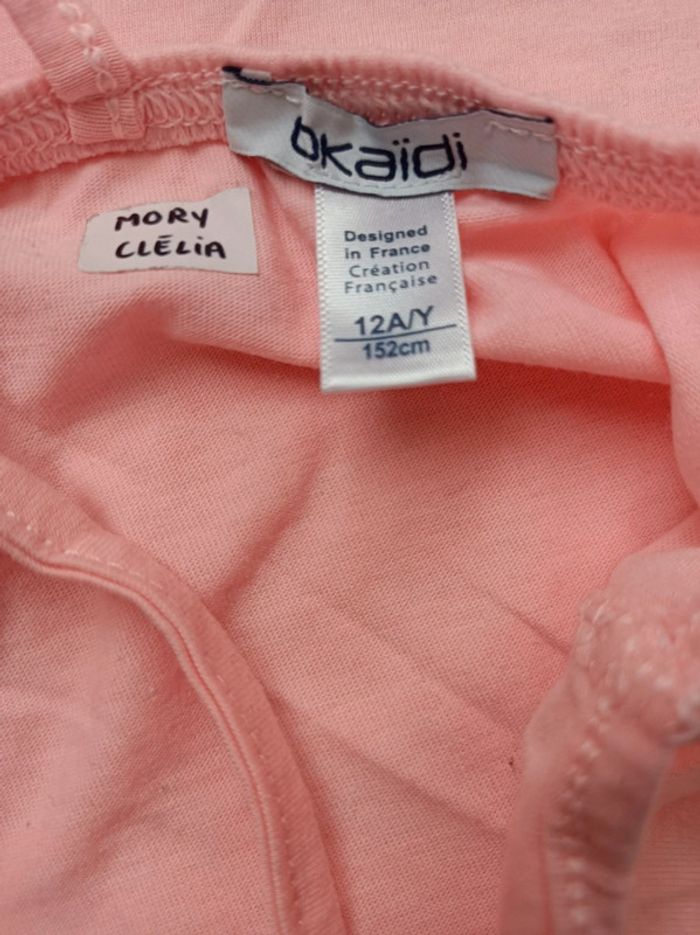 okaïdi
MORY
CLÉLIA
Designed
in France
Création
Française
12A/Y
152cm